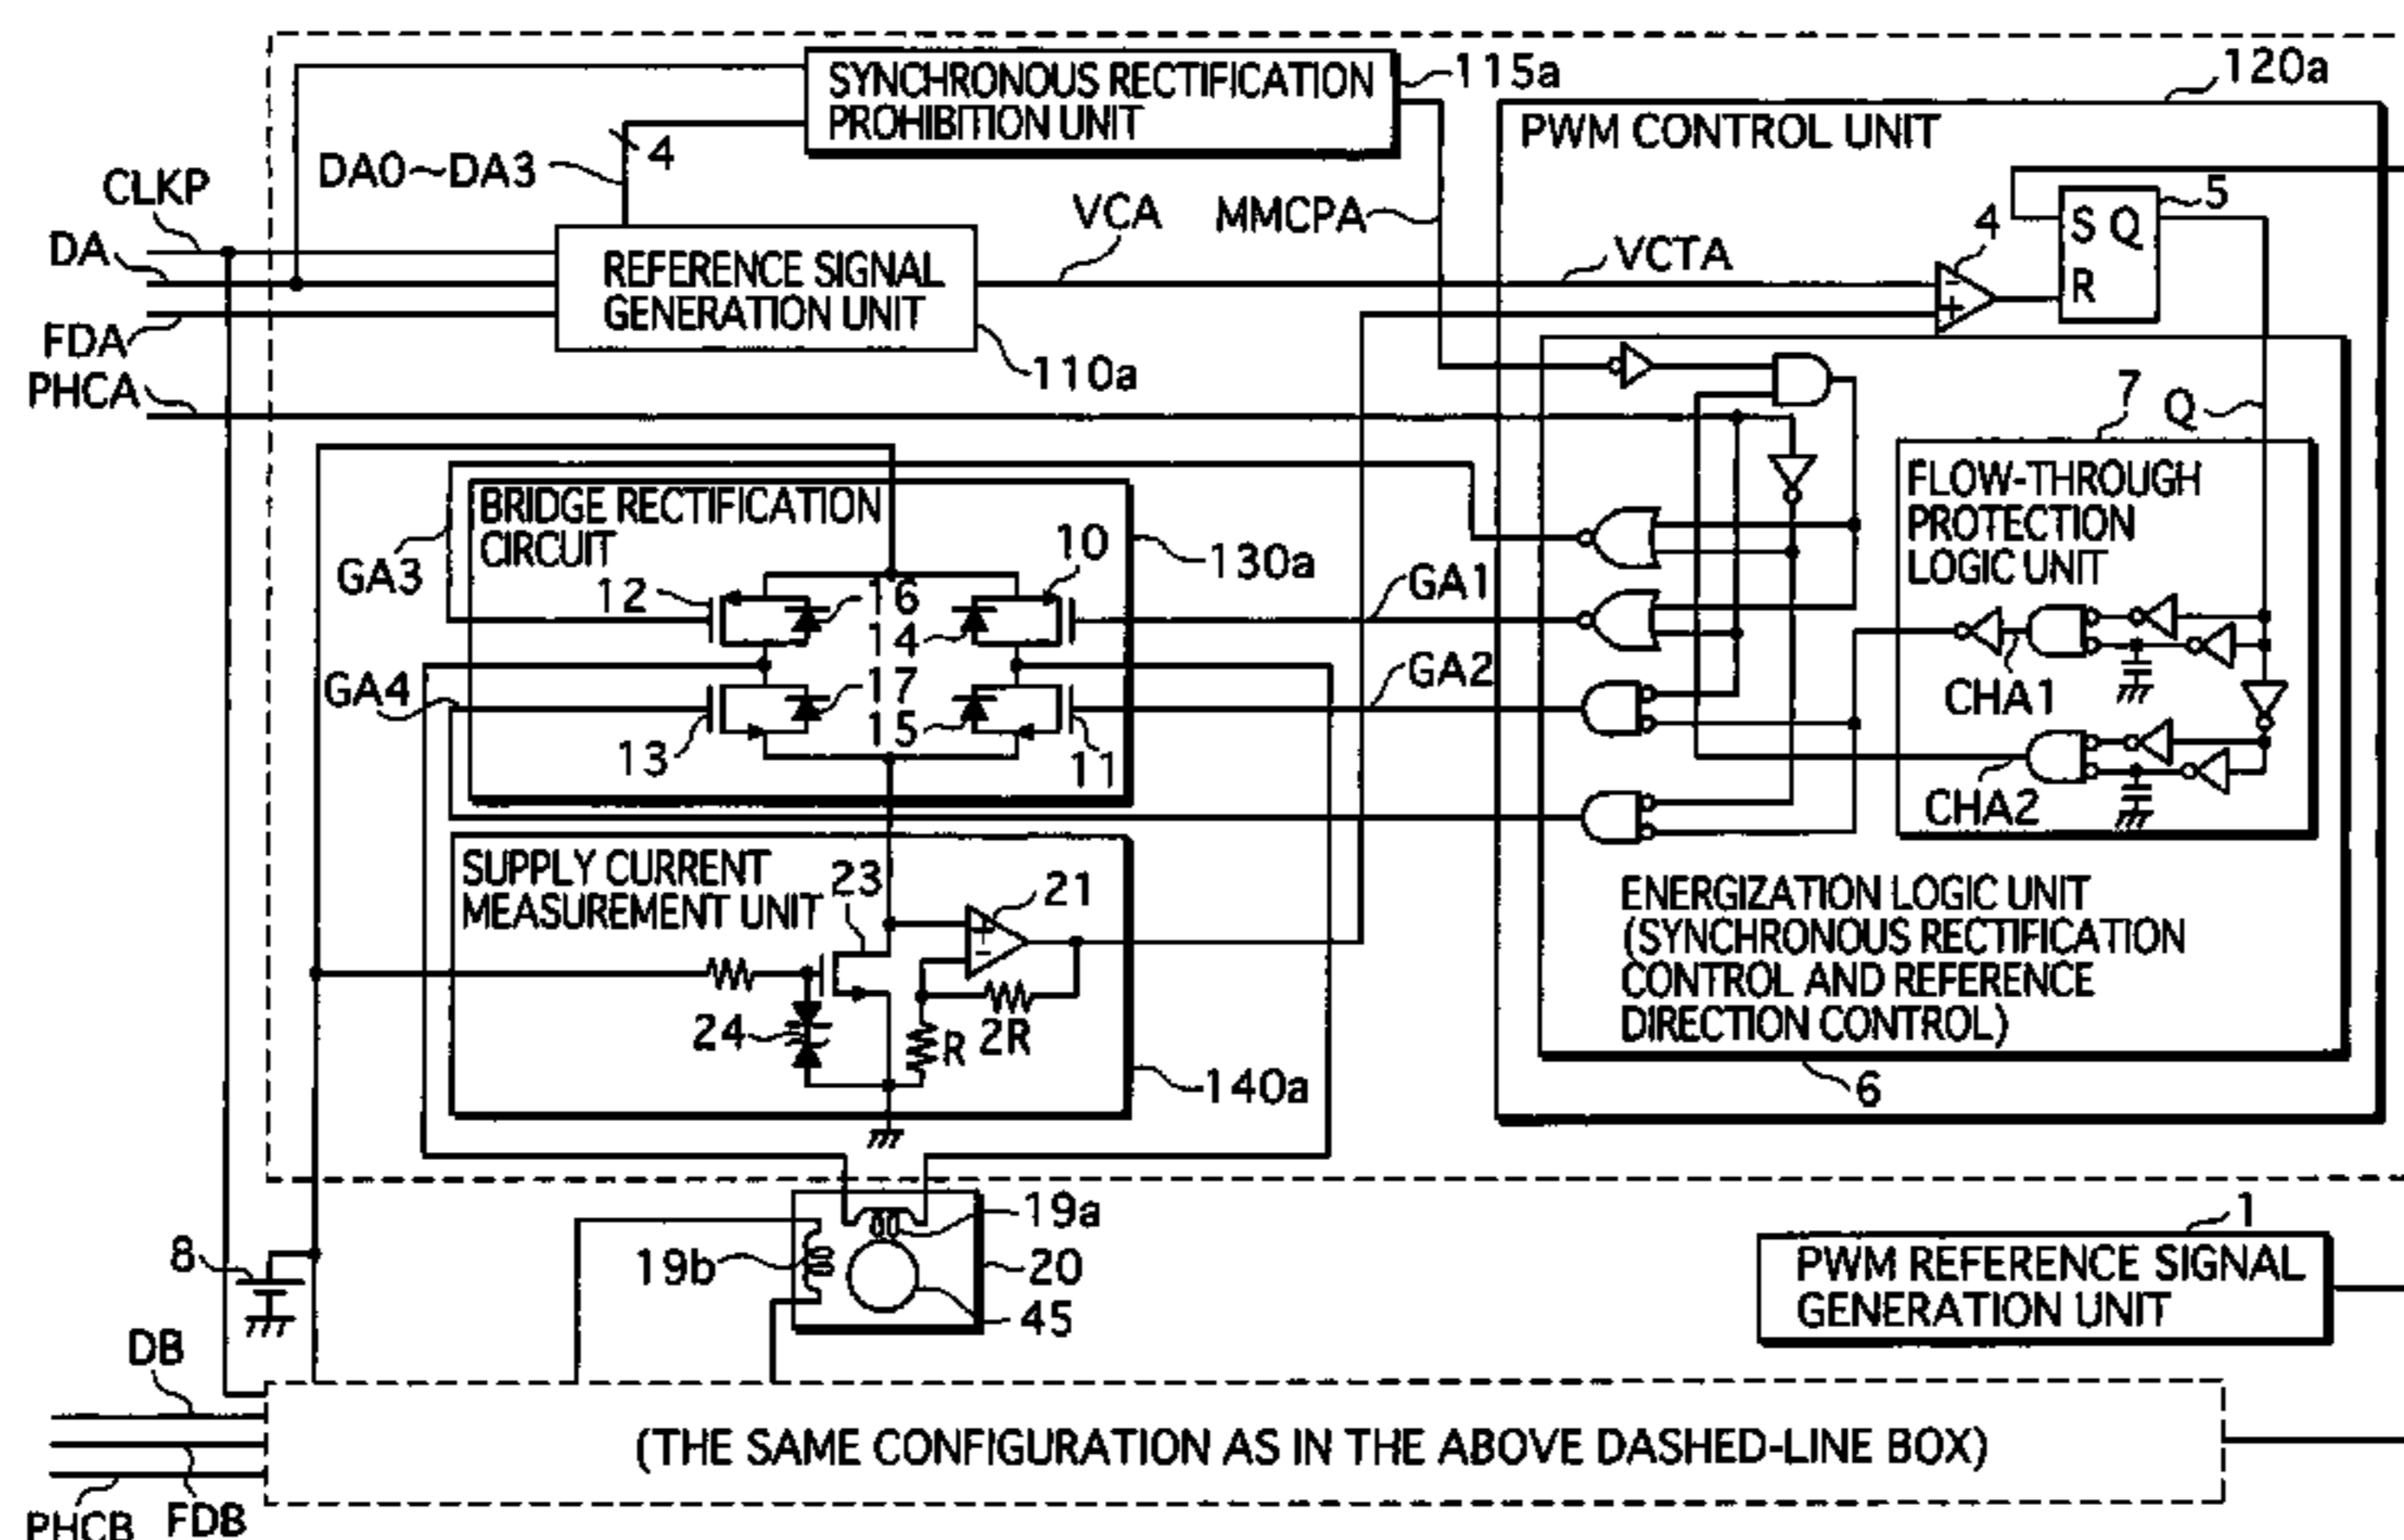 SYNCHRONOUS RECTIFICATION
PROHIBITION UNIT
115a
120a
PWM CONTROL UNIT
4
DA0~DA3
CLKP
DA
FDA
PHCA
REFERENCE SIGNAL
GENERATION UNIT
110a
VCA
MMCPA
VCTA
4
-
+
S Q
R
5
7
Q
FLOW-THROUGH
PROTECTION
LOGIC UNIT
CHA1
CHA2
BRIDGE RECTIFICATION
CIRCUIT
130a
GA3
GA4
GA1
GA2
12
16
10
14
17
15
13
11
SUPPLY CURRENT
MEASUREMENT UNIT
23
21
+
-
24
R
2R
140a
ENERGIZATION LOGIC UNIT
(SYNCHRONOUS RECTIFICATION
CONTROL AND REFERENCE
DIRECTION CONTROL)
6
19a
19b
20
45
8
1
PWM REFERENCE SIGNAL
GENERATION UNIT
DB
(THE SAME CONFIGURATION AS IN THE ABOVE DASHED-LINE BOX)
PHCB
FDB